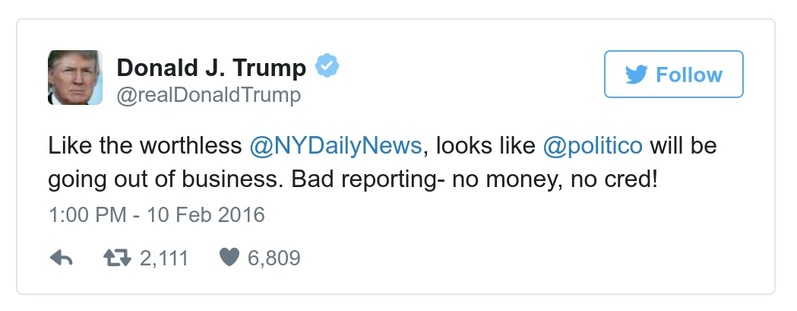 Donald J. Trump
@realDonaldTrump
Follow
Like the worthless @NYDailyNews, looks like @politico will be
going out of business. Bad reporting- no money, no cred!
1:00 PM - 10 Feb 2016
2,111 6,809